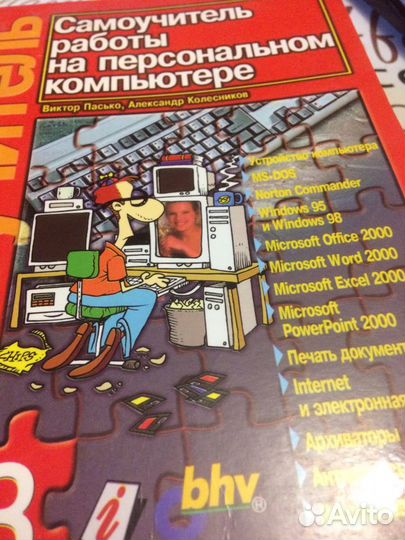 Самоучитель
работы
на персональном
компьютере
Виктор Пасько, Александр Колесников
Устройство компьютера
MS-DOS
Norton Commander
Windows 95
и Windows 98
Microsoft Office 2000
Microsoft Word 2000
Microsoft Excel 2000
Microsoft
PowerPoint 2000
Печать документ
Internet
и электронная
Архиваторы
CHIPS
i
bhv®
Avito